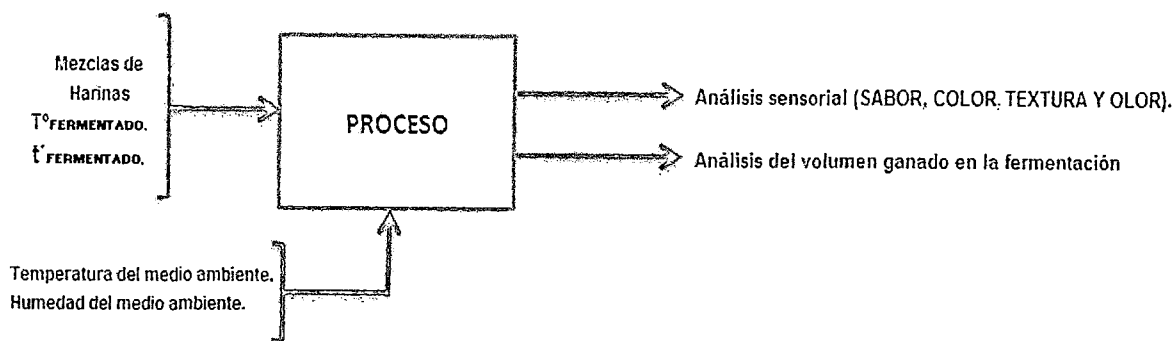 Mezclas de
Harinas
T°FERMENTADO.
t'FERMENTADO.
PROCESO
Análisis sensorial (SABOR, COLOR, TEXTURA Y OLOR).
Análisis del volumen ganado en la fermentación
Temperatura del medio ambiente.
Humedad del medio ambiente.